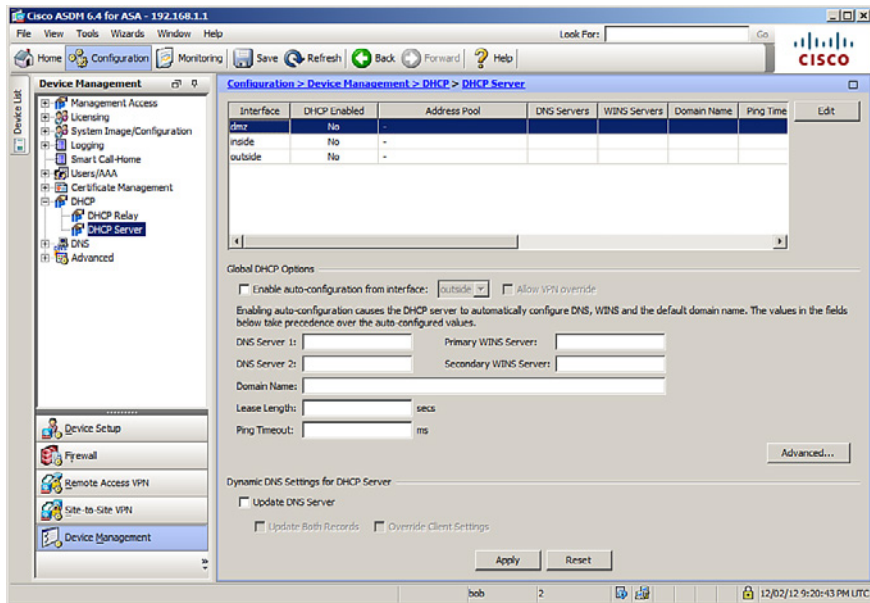 Cisco ASDM 6.4 for ASA - 192.168.1.1
File View Tools Wizards Window Help
Look For:
Go
Home Configuration Monitoring Save Refresh Back Forward Help
CISCO
Device List
Device Management
Management Access
Licensing
System Image/Configuration
Logging
Smart Call-Home
Users/AAA
Certificate Management
DHCP
DHCP Relay
DHCP Server
DNS
Advanced
Device Setup
Firewall
Remote Access VPN
Site-to-Site VPN
Device Management
Configuration > Device Management > DHCP > DHCP Server
Interface DHCP Enabled Address Pool DNS Servers WINS Servers Domain Name Ping Time
dmz No -
inside No -
outside No -
Edit
Global DHCP Options
Enable auto-configuration from interface: outside Allow VPN override
Enabling auto-configuration causes the DHCP server to automatically configure DNS, WINS and the default domain name. The values in the fields
below take precedence over the auto-configured values.
DNS Server 1: Primary WINS Server:
DNS Server 2: Secondary WINS Server:
Domain Name:
Lease Length: secs
Ping Timeout: ms
Advanced...
Dynamic DNS Settings for DHCP Server
Update DNS Server
Update Both Records Override Client Settings
Apply Reset
bob 2 12/02/12 9:20:43 PM UTC